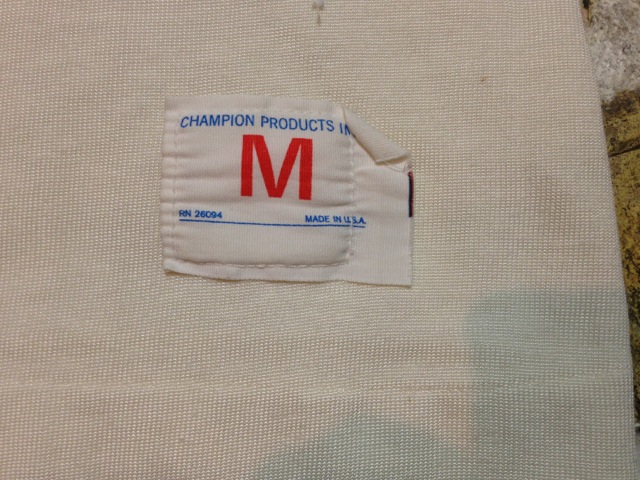 CHAMPION PRODUCTS IN
M
RN 26094 MADE IN U.S.A.